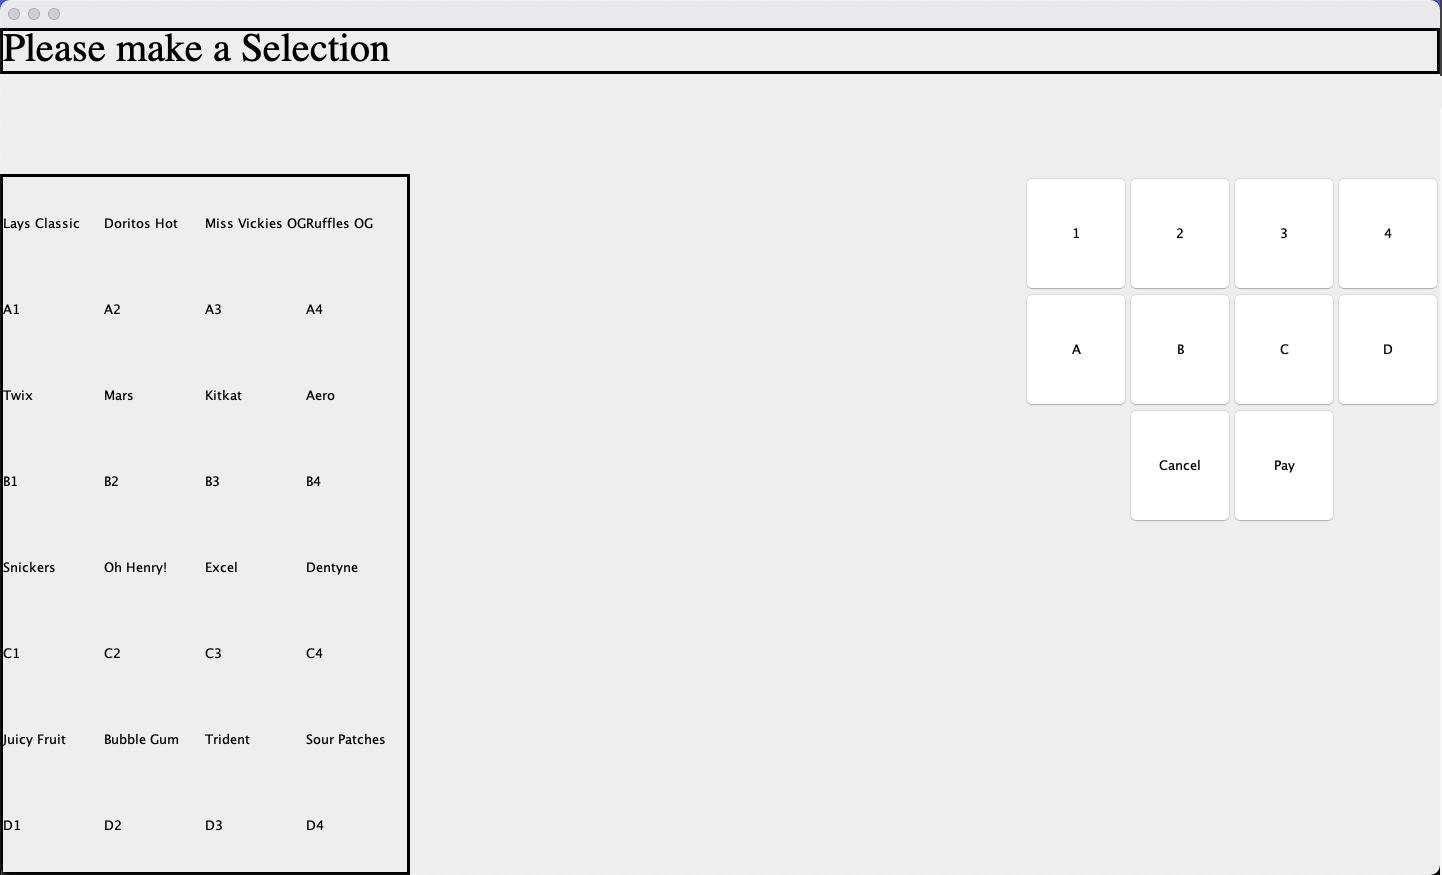 Please make a Selection
Lays Classic Doritos Hot Miss Vickies OG Ruffles OG
A1 A2 A3 A4
Twix Mars Kitkat Aero
B1 B2 B3 B4
Snickers Oh Henry! Excel Dentyne
C1 C2 C3 C4
Juicy Fruit Bubble Gum Trident Sour Patches
D1 D2 D3 D4
1 2 3 4
A B C D
Cancel Pay